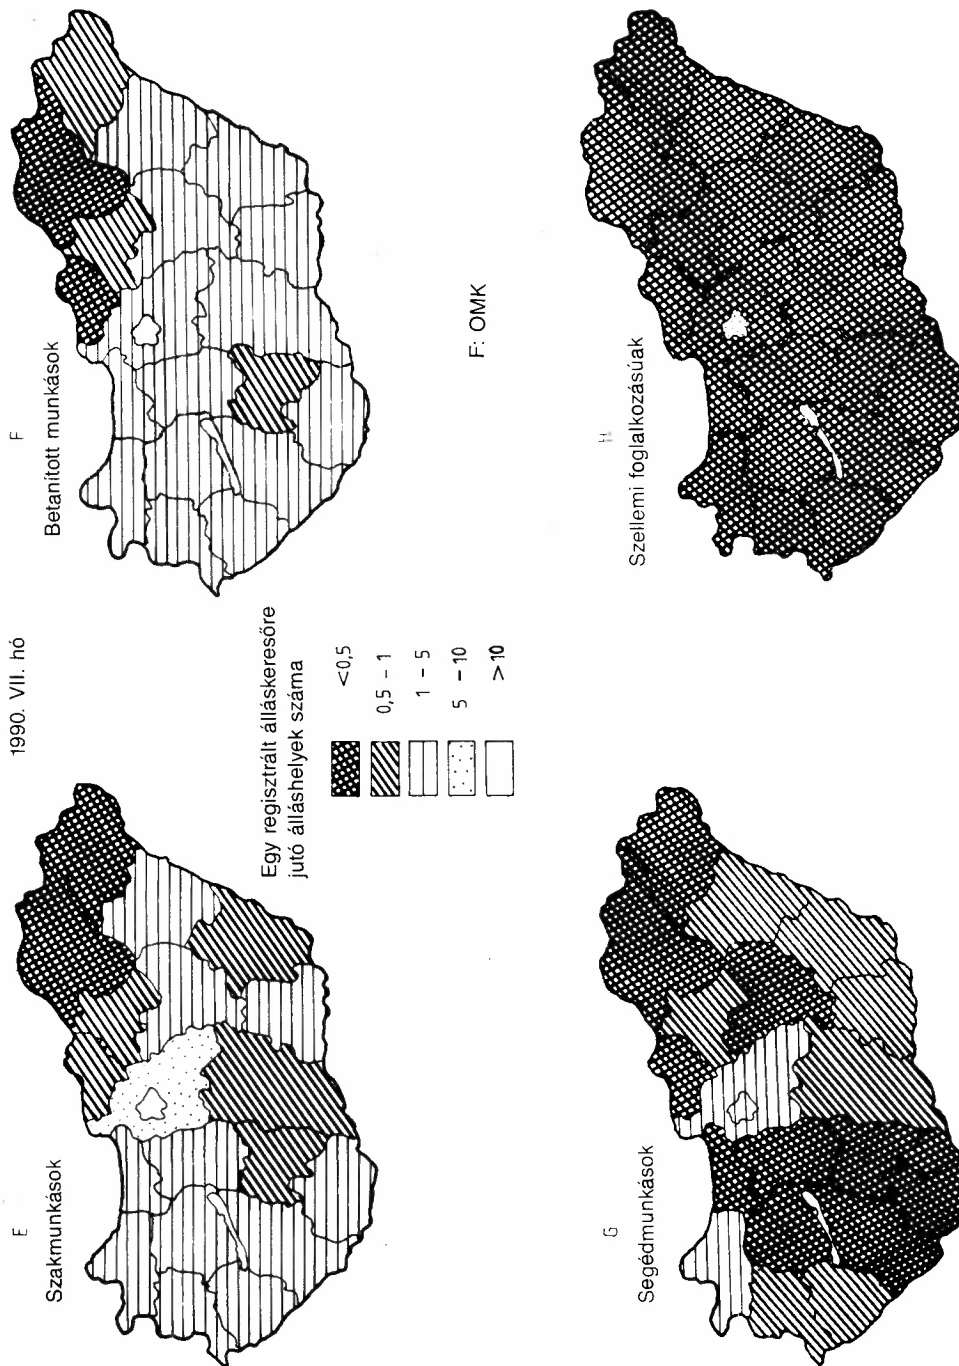 1990. VII. hó
E
Szakmunkások
F
Betanított munkások
Egy regisztrált álláskeresőre
jutó álláshelyek száma
<0,5
0,5 – 1
1 – 5
5 – 10
>10
F: OMK
G
Segédmunkások
H
Szellemi foglalkozásúak